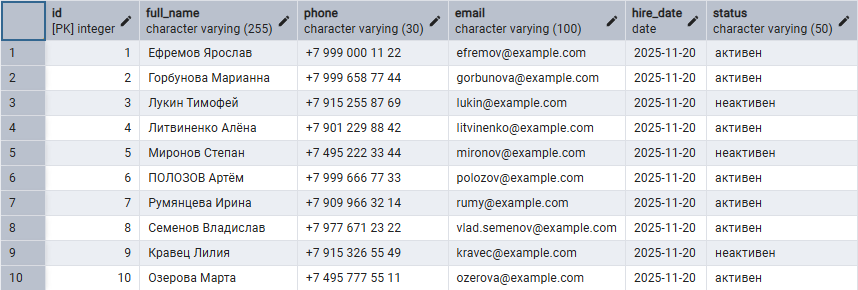 id full_name phone email hire_date status
[PK] integer character varying (255) character varying (30) character varying (100) date character varying (50)
1 1 Ефремов Ярослав +7 999 000 11 22 efremov@example.com 2025-11-20 активен
2 2 Горбунова Марианна +7 999 658 77 44 gorbunova@example.com 2025-11-20 активен
3 3 Лукин Тимофей +7 915 255 87 69 lukin@example.com 2025-11-20 неактивен
4 4 Литвиненко Алёна +7 901 229 88 42 litvinenko@example.com 2025-11-20 активен
5 5 Миронов Степан +7 495 222 33 44 mironov@example.com 2025-11-20 неактивен
6 6 ПОЛОЗОВ Артём +7 999 666 77 33 polozov@example.com 2025-11-20 активен
7 7 Румянцева Ирина +7 909 966 32 14 rumy@example.com 2025-11-20 активен
8 8 Семенов Владислав +7 977 671 23 22 vlad.semenov@example.com 2025-11-20 активен
9 9 Кравец Лилия +7 915 326 55 49 kravec@example.com 2025-11-20 неактивен
10 10 Озерова Марта +7 495 777 55 11 ozerova@example.com 2025-11-20 активен